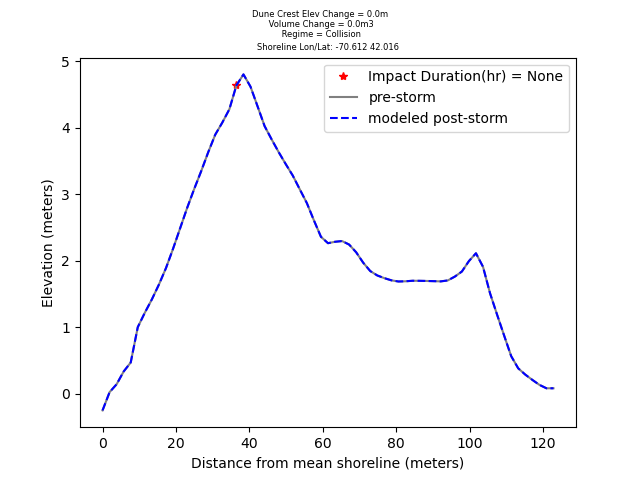 Dune Crest Elev Change = 0.0m
Volume Change = 0.0m3
Regime = Collision
Shoreline Lon/Lat: -70.612 42.016
Impact Duration(hr) = None
pre-storm
modeled post-storm
Elevation (meters)
5
4
3
2
1
0
0 20 40 60 80 100 120
Distance from mean shoreline (meters)